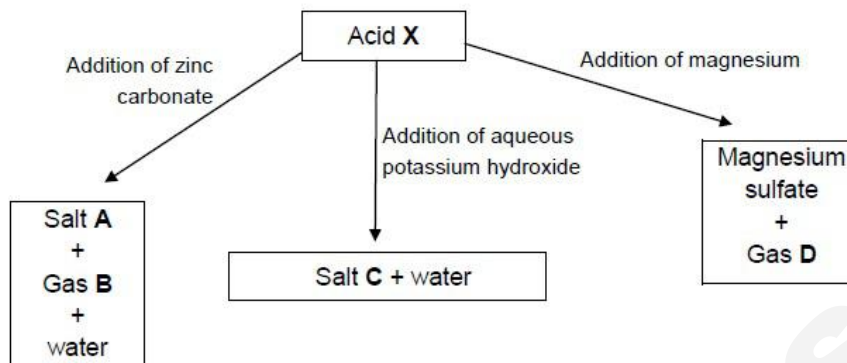 Acid X
Addition of zinc
carbonate
Addition of magnesium
Addition of aqueous
potassium hydroxide
Salt A
+
Gas B
+
water
Salt C + water
Magnesium
sulfate
+
Gas D